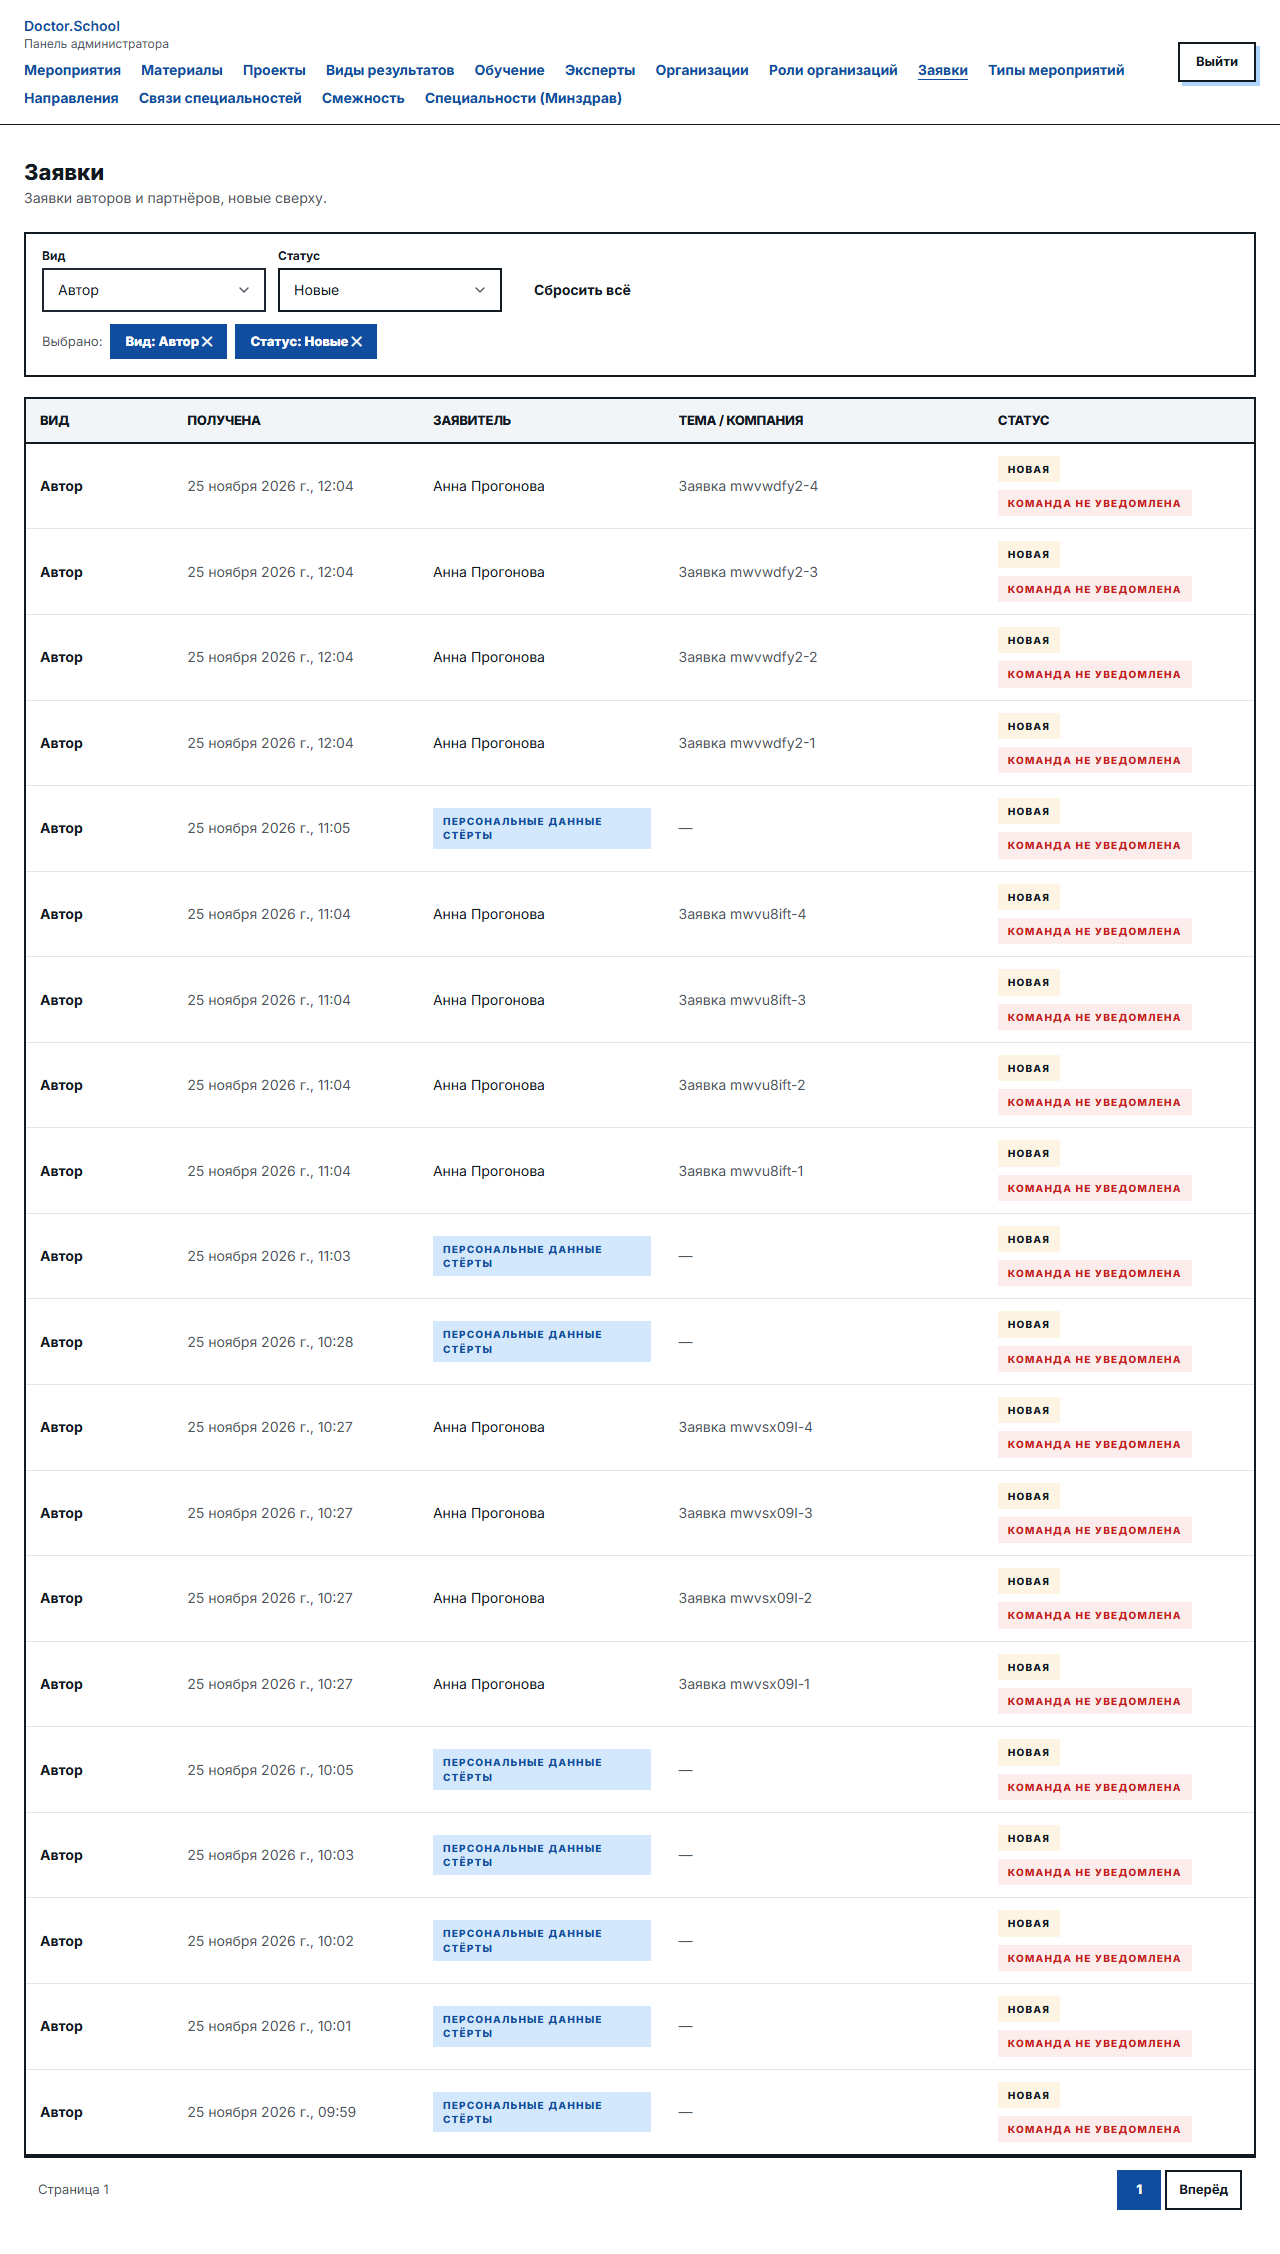 Doctor.School
Панель администратора
Мероприятия Материалы Проекты Виды результатов Обучение Эксперты Организации Роли организаций Заявки Типы мероприятий
Направления Связи специальностей Смежность Специальности (Минздрав)
Выйти
Заявки
Заявки авторов и партнёров, новые сверху.
Вид Статус
Автор Новые Сбросить всё
Выбрано: Вид: Автор✕ Статус: Новые✕
ВИД ПОЛУЧЕНА ЗАЯВИТЕЛЬ ТЕМА / КОМПАНИЯ СТАТУС
Автор 25 ноября 2026 г., 12:04 Анна Прогонова Заявка mwvwdfy2-4 НОВАЯ
КОМАНДА НЕ УВЕДОМЛЕНА
Автор 25 ноября 2026 г., 12:04 Анна Прогонова Заявка mwvwdfy2-3 НОВАЯ
КОМАНДА НЕ УВЕДОМЛЕНА
Автор 25 ноября 2026 г., 12:04 Анна Прогонова Заявка mwvwdfy2-2 НОВАЯ
КОМАНДА НЕ УВЕДОМЛЕНА
Автор 25 ноября 2026 г., 12:04 Анна Прогонова Заявка mwvwdfy2-1 НОВАЯ
КОМАНДА НЕ УВЕДОМЛЕНА
Автор 25 ноября 2026 г., 11:05 ПЕРСОНАЛЬНЫЕ ДАННЫЕ — НОВАЯ
СТЁРТЫ КОМАНДА НЕ УВЕДОМЛЕНА
Автор 25 ноября 2026 г., 11:04 Анна Прогонова Заявка mwvu8ift-4 НОВАЯ
КОМАНДА НЕ УВЕДОМЛЕНА
Автор 25 ноября 2026 г., 11:04 Анна Прогонова Заявка mwvu8ift-3 НОВАЯ
КОМАНДА НЕ УВЕДОМЛЕНА
Автор 25 ноября 2026 г., 11:04 Анна Прогонова Заявка mwvu8ift-2 НОВАЯ
КОМАНДА НЕ УВЕДОМЛЕНА
Автор 25 ноября 2026 г., 11:04 Анна Прогонова Заявка mwvu8ift-1 НОВАЯ
КОМАНДА НЕ УВЕДОМЛЕНА
Автор 25 ноября 2026 г., 11:03 ПЕРСОНАЛЬНЫЕ ДАННЫЕ — НОВАЯ
СТЁРТЫ КОМАНДА НЕ УВЕДОМЛЕНА
Автор 25 ноября 2026 г., 10:28 ПЕРСОНАЛЬНЫЕ ДАННЫЕ — НОВАЯ
СТЁРТЫ КОМАНДА НЕ УВЕДОМЛЕНА
Автор 25 ноября 2026 г., 10:27 Анна Прогонова Заявка mwvsx09l-4 НОВАЯ
КОМАНДА НЕ УВЕДОМЛЕНА
Автор 25 ноября 2026 г., 10:27 Анна Прогонова Заявка mwvsx09l-3 НОВАЯ
КОМАНДА НЕ УВЕДОМЛЕНА
Автор 25 ноября 2026 г., 10:27 Анна Прогонова Заявка mwvsx09l-2 НОВАЯ
КОМАНДА НЕ УВЕДОМЛЕНА
Автор 25 ноября 2026 г., 10:27 Анна Прогонова Заявка mwvsx09l-1 НОВАЯ
КОМАНДА НЕ УВЕДОМЛЕНА
Автор 25 ноября 2026 г., 10:05 ПЕРСОНАЛЬНЫЕ ДАННЫЕ — НОВАЯ
СТЁРТЫ КОМАНДА НЕ УВЕДОМЛЕНА
Автор 25 ноября 2026 г., 10:03 ПЕРСОНАЛЬНЫЕ ДАННЫЕ — НОВАЯ
СТЁРТЫ КОМАНДА НЕ УВЕДОМЛЕНА
Автор 25 ноября 2026 г., 10:02 ПЕРСОНАЛЬНЫЕ ДАННЫЕ — НОВАЯ
СТЁРТЫ КОМАНДА НЕ УВЕДОМЛЕНА
Автор 25 ноября 2026 г., 10:01 ПЕРСОНАЛЬНЫЕ ДАННЫЕ — НОВАЯ
СТЁРТЫ КОМАНДА НЕ УВЕДОМЛЕНА
Автор 25 ноября 2026 г., 09:59 ПЕРСОНАЛЬНЫЕ ДАННЫЕ — НОВАЯ
СТЁРТЫ КОМАНДА НЕ УВЕДОМЛЕНА
Страница 1 1 Вперёд